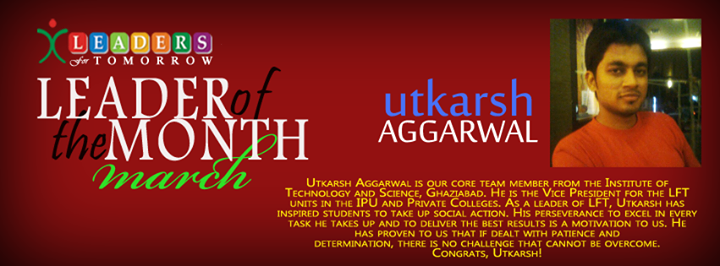 LEADERS
for TOMORROW
LEADER of
the MONTH
march
utkarsh
AGGARWAL
Utkarsh Aggarwal is our core team member from the Institute of
Technology and Science, Ghaziabad. He is the Vice President for the LFT
units in the IPU and Private Colleges. As a leader of LFT, Utkarsh has
inspired students to take up social action. His perseverance to excel in every
task he takes up and to deliver the best results is a motivation to us. He
has proven to us that if dealt with patience and
determination, there is no challenge that cannot be overcome.
Congrats, Utkarsh!